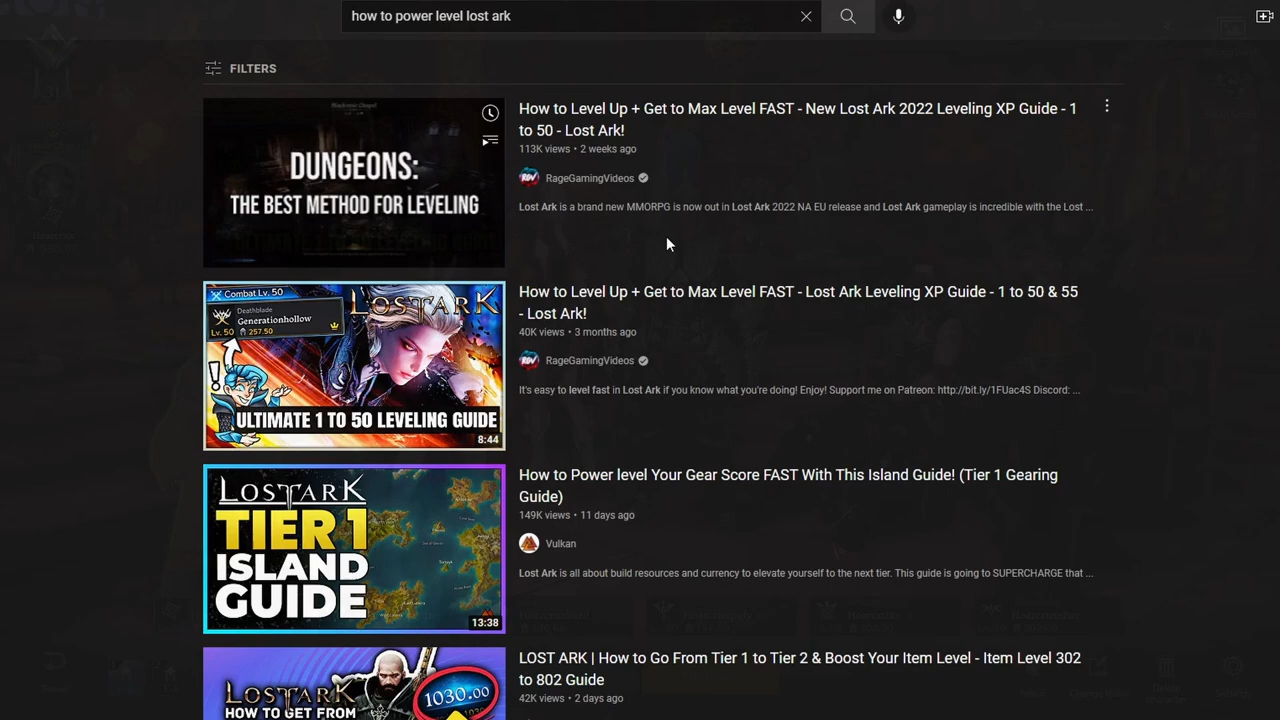 how to power level lost ark
FILTERS
DUNGEONS:
THE BEST METHOD FOR LEVELING
How to Level Up + Get to Max Level FAST - New Lost Ark 2022 Leveling XP Guide - 1
to 50 - Lost Ark!
113K views • 2 weeks ago
RageGamingVideos
Lost Ark is a brand new MMORPG is now out in Lost Ark 2022 NA EU release and Lost Ark gameplay is incredible with the Lost ...
Combat Lv. 50
Deathblade
Generationhollow
Lv. 50
257.50
LOST ARK
!
ULTIMATE 1 TO 50 LEVELING GUIDE
8:44
How to Level Up + Get to Max Level FAST - Lost Ark Leveling XP Guide - 1 to 50 & 55
- Lost Ark!
40K views • 3 months ago
RageGamingVideos
It's easy to level fast in Lost Ark if you know what you're doing! Enjoy! Support me on Patreon: http://bit.ly/1FUac4S Discord: ...
LOST ARK
TIER 1
ISLAND
GUIDE
13:38
How to Power level Your Gear Score FAST With This Island Guide! (Tier 1 Gearing
Guide)
149K views • 11 days ago
Vulkan
Lost Ark is all about build resources and currency to elevate yourself to the next tier. This guide is going to SUPERCHARGE that ...
LOST ARK
HOW TO GET FROM
1030.00
LOST ARK | How to Go From Tier 1 to Tier 2 & Boost Your Item Level - Item Level 302
to 802 Guide
42K views • 2 days ago